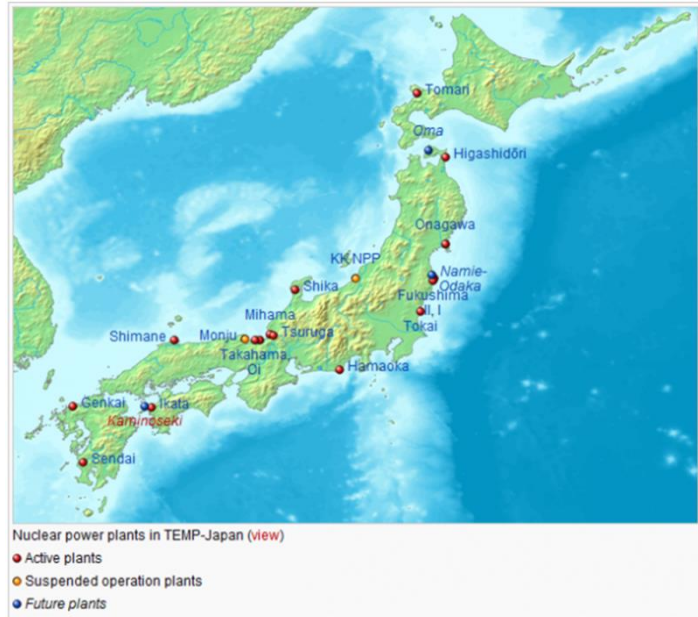 Tomari
Oma
Higashidōri
Onagawa
KK NPP
Namie-
Odaka
Shika
Fukushima
II, I
Mihama
Tokai
Shimane
Monju
Tsuruga
Takahama,
Oi
Hamaoka
Genkai
Ikata
Kaminoseki
Sendai
Nuclear power plants in TEMP-Japan (view)
Active plants
Suspended operation plants
Future plants